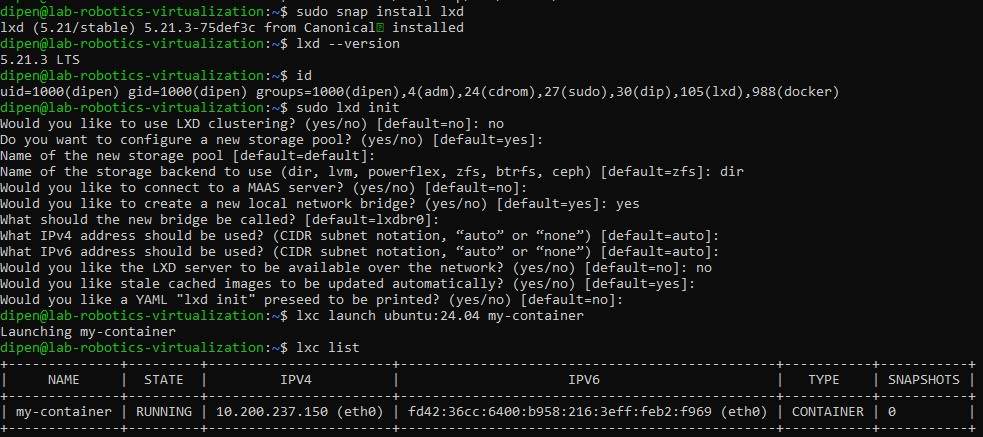 dipen@lab-robotics-virtualization:~$ sudo snap install lxd
lxd (5.21/stable) 5.21.3-75def3c from Canonical installed
dipen@lab-robotics-virtualization:~$ lxd --version
5.21.3 LTS
dipen@lab-robotics-virtualization:~$ id
uid=1000(dipen) gid=1000(dipen) groups=1000(dipen),4(adm),24(cdrom),27(sudo),30(dip),105(lxd),988(docker)
dipen@lab-robotics-virtualization:~$ sudo lxd init
Would you like to use LXD clustering? (yes/no) [default=no]: no
Do you want to configure a new storage pool? (yes/no) [default=yes]:
Name of the new storage pool [default=default]:
Name of the storage backend to use (dir, lvm, powerflex, zfs, btrfs, ceph) [default=zfs]: dir
Would you like to connect to a MAAS server? (yes/no) [default=no]:
Would you like to create a new local network bridge? (yes/no) [default=yes]: yes
What should the new bridge be called? [default=lxdbr0]:
What IPv4 address should be used? (CIDR subnet notation, “auto” or “none”) [default=auto]:
What IPv6 address should be used? (CIDR subnet notation, “auto” or “none”) [default=auto]:
Would you like the LXD server to be available over the network? (yes/no) [default=no]: no
Would you like stale cached images to be updated automatically? (yes/no) [default=yes]:
Would you like a YAML "lxd init" preseed to be printed? (yes/no) [default=no]:
dipen@lab-robotics-virtualization:~$ lxc launch ubuntu:24.04 my-container
Launching my-container
dipen@lab-robotics-virtualization:~$ lxc list
| NAME | STATE | IPV4 | IPV6 | TYPE | SNAPSHOTS |
| my-container | RUNNING | 10.200.237.150 (eth0) | fd42:36cc:6400:b958:216:3eff:feb2:f969 (eth0) | CONTAINER | 0 |